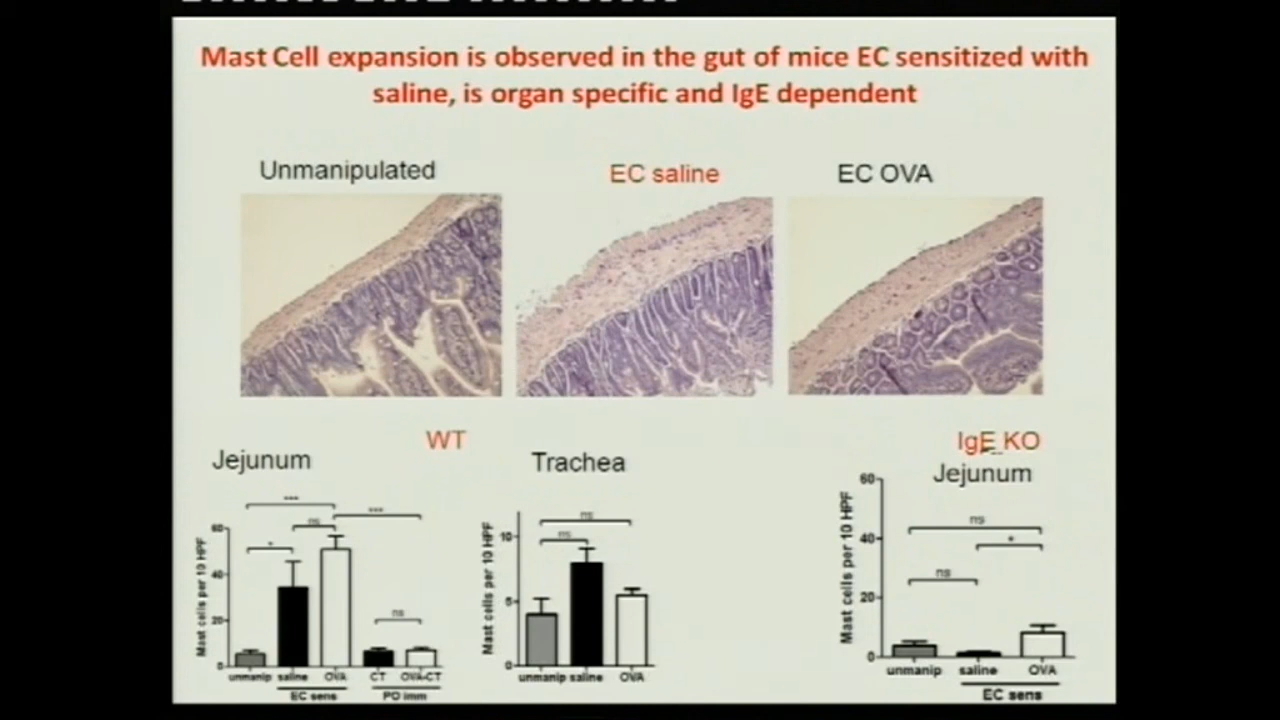 Mast Cell expansion is observed in the gut of mice EC sensitized with
saline, is organ specific and IgE dependent
Unmanipulated
EC saline
EC OVA
WT
Jejunum
Mast cells per 10 HPF
60
40
20
0
***
ns
***
*
ns
unmanip saline OVA CT OVA-CT
EC sens PO imm
Trachea
Mast cells per 10 HPF
10
5
0
ns
ns
unmanip saline OVA
IgE KO
Jejunum
Mast cells per 10 HPF
60
40
20
0
ns
*
ns
unmanip saline OVA
EC sens